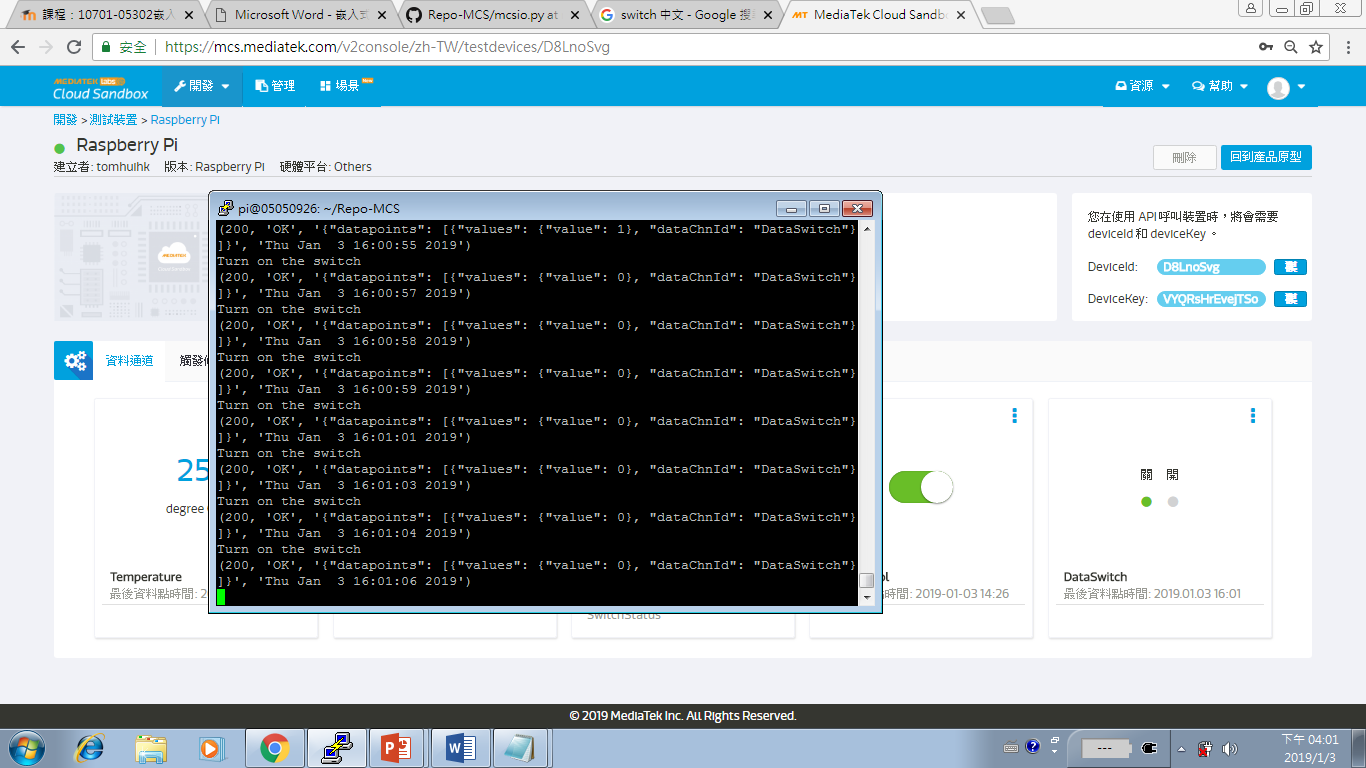 課程：10701-05302嵌入
Microsoft Word - 嵌入式
Repo-MCS/mcsio.py at
switch 中文 - Google 搜
MediaTek Cloud Sandb
安全
https://mcs.mediatek.com/v2console/zh-TW/testdevices/D8LnoSvg
MEDIATEK labs
Cloud Sandbox
開發
管理
場景
New
資源
幫助
開發 > 測試裝置 > Raspberry Pi
Raspberry Pi
建立者: tomhuihk 版本: Raspberry Pi 硬體平台: Others
刪除
回到產品原型
MEDIATEK
Cloud Sandbox
您在使用 API 呼叫裝置時，將會需要
deviceId 和 deviceKey 。
DeviceId: D8LnoSvg
DeviceKey: VYQRsHrEvejTSo
資料通道
觸發
pi@05050926: ~/Repo-MCS
(200, 'OK', '{"datapoints": [{"values": {"value": 1}, "dataChnId": "DataSwitch"}
]}', 'Thu Jan  3 16:00:55 2019')
Turn on the switch
(200, 'OK', '{"datapoints": [{"values": {"value": 0}, "dataChnId": "DataSwitch"}
]}', 'Thu Jan  3 16:00:57 2019')
Turn on the switch
(200, 'OK', '{"datapoints": [{"values": {"value": 0}, "dataChnId": "DataSwitch"}
]}', 'Thu Jan  3 16:00:58 2019')
Turn on the switch
(200, 'OK', '{"datapoints": [{"values": {"value": 0}, "dataChnId": "DataSwitch"}
]}', 'Thu Jan  3 16:00:59 2019')
Turn on the switch
(200, 'OK', '{"datapoints": [{"values": {"value": 0}, "dataChnId": "DataSwitch"}
]}', 'Thu Jan  3 16:01:01 2019')
Turn on the switch
(200, 'OK', '{"datapoints": [{"values": {"value": 0}, "dataChnId": "DataSwitch"}
]}', 'Thu Jan  3 16:01:03 2019')
Turn on the switch
(200, 'OK', '{"datapoints": [{"values": {"value": 0}, "dataChnId": "DataSwitch"}
]}', 'Thu Jan  3 16:01:04 2019')
Turn on the switch
(200, 'OK', '{"datapoints": [{"values": {"value": 0}, "dataChnId": "DataSwitch"}
]}', 'Thu Jan  3 16:01:06 2019')
25
degree
Temperature
最後資料點時間: 2
SwitchStatus
ol
時間: 2019-01-03 14:26
關 開
DataSwitch
最後資料點時間: 2019.01.03 16:01
© 2019 MediaTek Inc. All Rights Reserved.
---
下午 04:01
2019/1/3